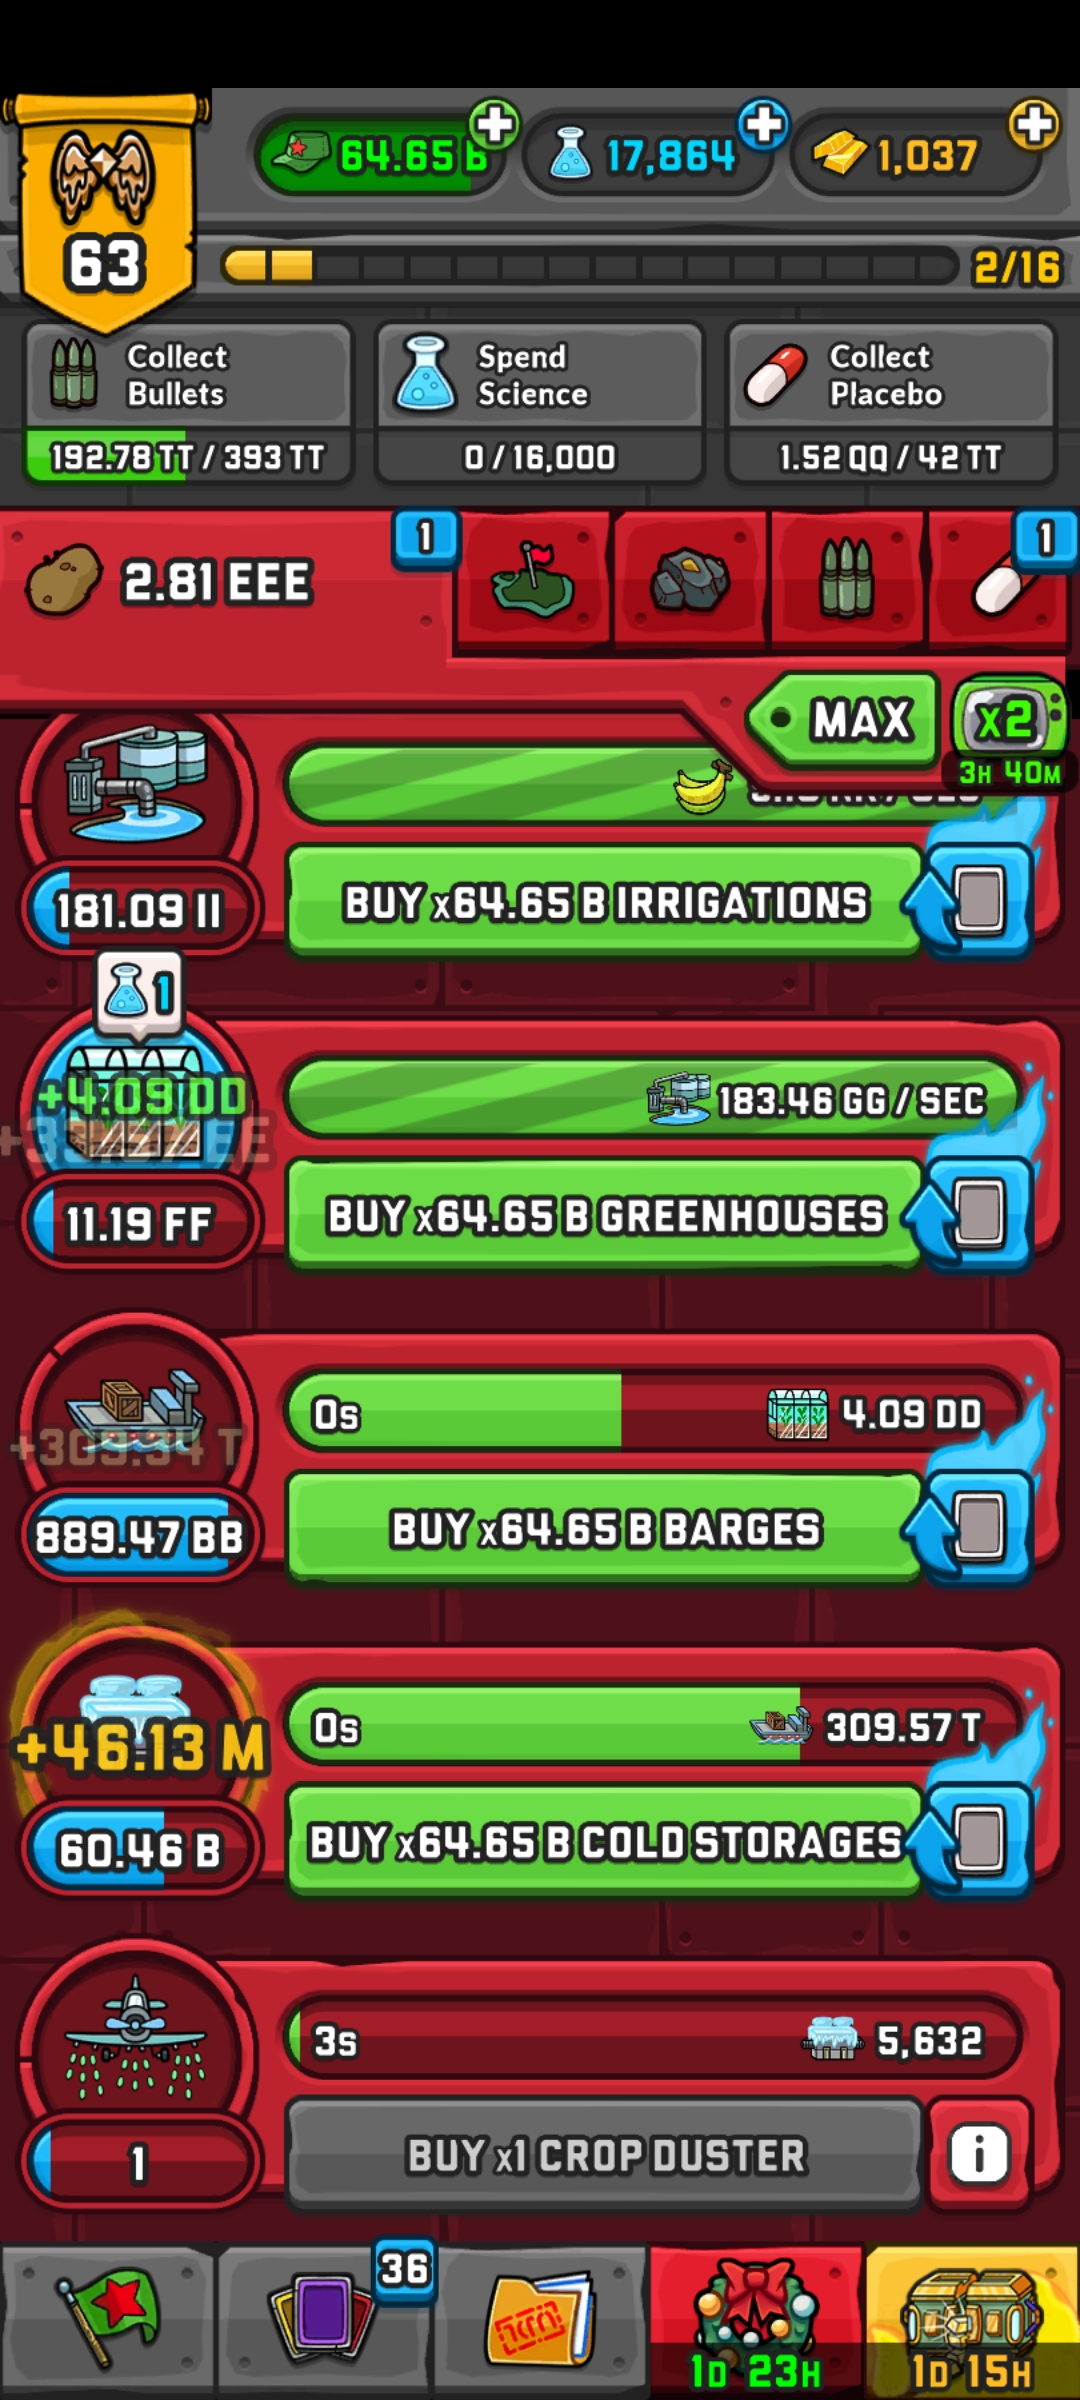 64.65 B
17,864
1,037
63
2/16
Collect
Bullets
192.78 TT / 393 TT
Spend
Science
0 / 16,000
Collect
Placebo
1.52 QQ / 42 TT
2.81 EEE
1
1
MAX
x2
3H 40M
181.09 II
BUY x64.65 B IRRIGATIONS
1
+4.09 DD
183.46 GG / SEC
11.19 FF
BUY x64.65 B GREENHOUSES
0s
4.09 DD
889.47 BB
BUY x64.65 B BARGES
+46.13 M
0s
309.57 T
60.46 B
BUY x64.65 B COLD STORAGES
3s
5,632
1
BUY x1 CROP DUSTER
i
36
1D 23H
1D 15H